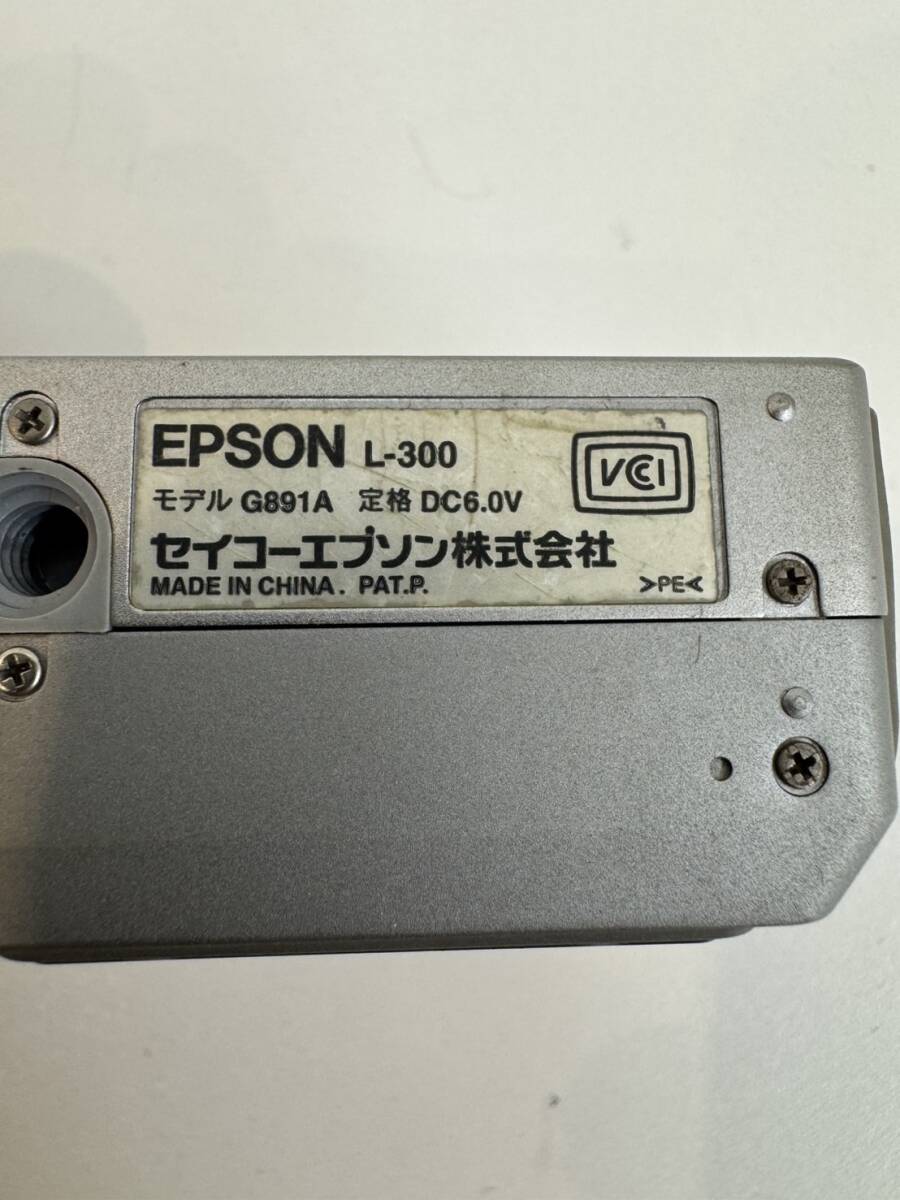 EPSON L-300
VCCI
モデル G891A 定格 DC6.0V
セイコーエプソン株式会社
MADE IN CHINA. PAT.P.
>PE<